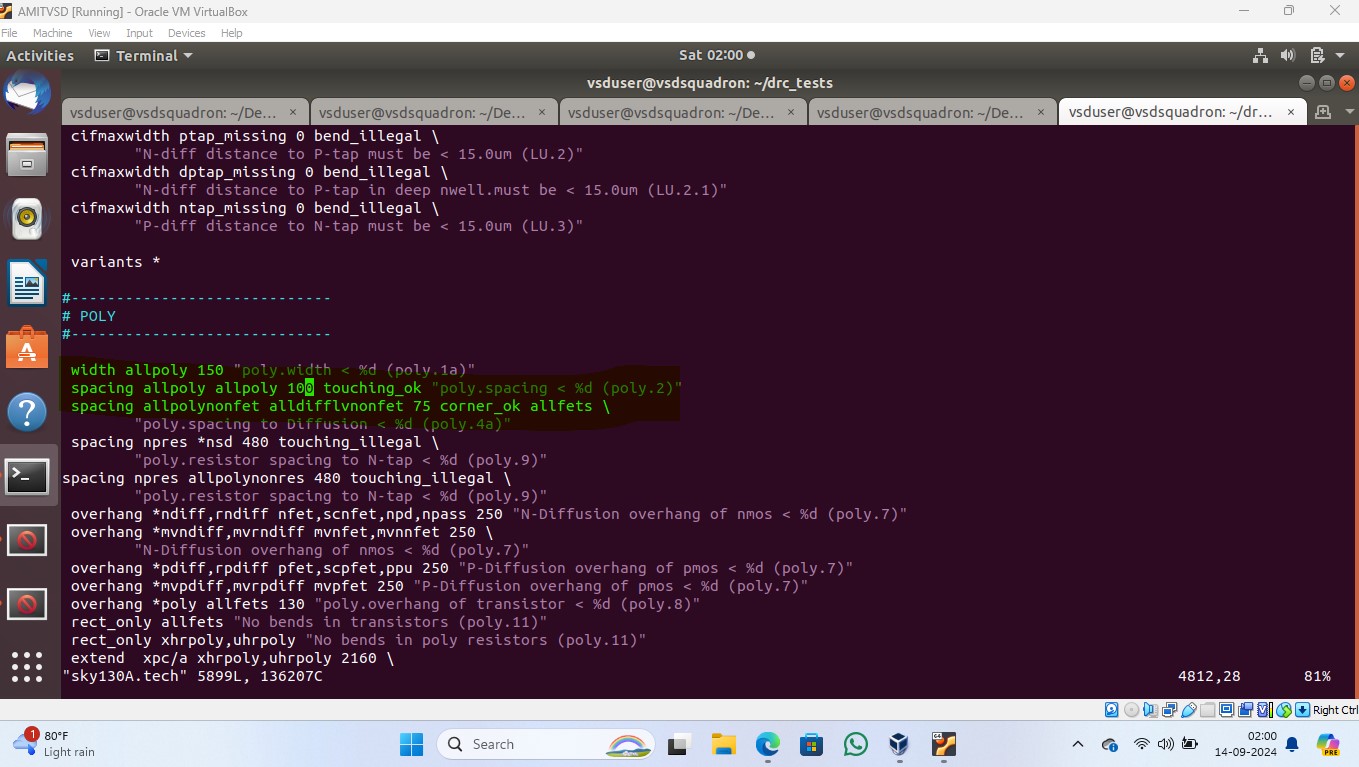 AMITVSD [Running] - Oracle VM VirtualBox
File Machine View Input Devices Help
Activities Terminal Sat 02:00
vsduser@vsdsquadron: ~/drc_tests
vsduser@vsdsquadron: ~/De... × vsduser@vsdsquadron: ~/De... × vsduser@vsdsquadron: ~/De... × vsduser@vsdsquadron: ~/De... × vsduser@vsdsquadron: ~/dr... ×
cifmaxwidth ptap_missing 0 bend_illegal \
"N-diff distance to P-tap must be < 15.0um (LU.2)"
cifmaxwidth dptap_missing 0 bend_illegal \
"N-diff distance to P-tap in deep nwell.must be < 15.0um (LU.2.1)"
cifmaxwidth ntap_missing 0 bend_illegal \
"P-diff distance to N-tap must be < 15.0um (LU.3)"
variants *
#-----------------------------
# POLY
#-----------------------------
width allpoly 150 "poly.width < %d (poly.1a)"
spacing allpoly allpoly 100 touching_ok "poly.spacing < %d (poly.2)"
spacing allpolynonfet alldifflvnonfet 75 corner_ok allfets \
"poly.spacing to Diffusion < %d (poly.4a)"
spacing npres *nsd 480 touching_illegal \
"poly.resistor spacing to N-tap < %d (poly.9)"
spacing npres allpolynonres 480 touching_illegal \
"poly.resistor spacing to N-tap < %d (poly.9)"
overhang *ndiff,rndiff nfet,scnfet,npd,npass 250 "N-Diffusion overhang of nmos < %d (poly.7)"
overhang *mvndiff,mvrndiff mvnfet,mvnnfet 250 \
"N-Diffusion overhang of nmos < %d (poly.7)"
overhang *pdiff,rpdiff pfet,scpfet,ppu 250 "P-Diffusion overhang of pmos < %d (poly.7)"
overhang *mvpdiff,mvrpdiff mvpfet 250 "P-Diffusion overhang of pmos < %d (poly.7)"
overhang *poly allfets 130 "poly.overhang of transistor < %d (poly.8)"
rect_only allfets "No bends in transistors (poly.11)"
rect_only xhrpoly,uhrpoly "No bends in poly resistors (poly.11)"
extend  xpc/a xhrpoly,uhrpoly 2160 \
"sky130A.tech" 5899L, 136207C 4812,28 81%
Right Ctrl
1 80°F
Light rain
Search
02:00
14-09-2024
PRE